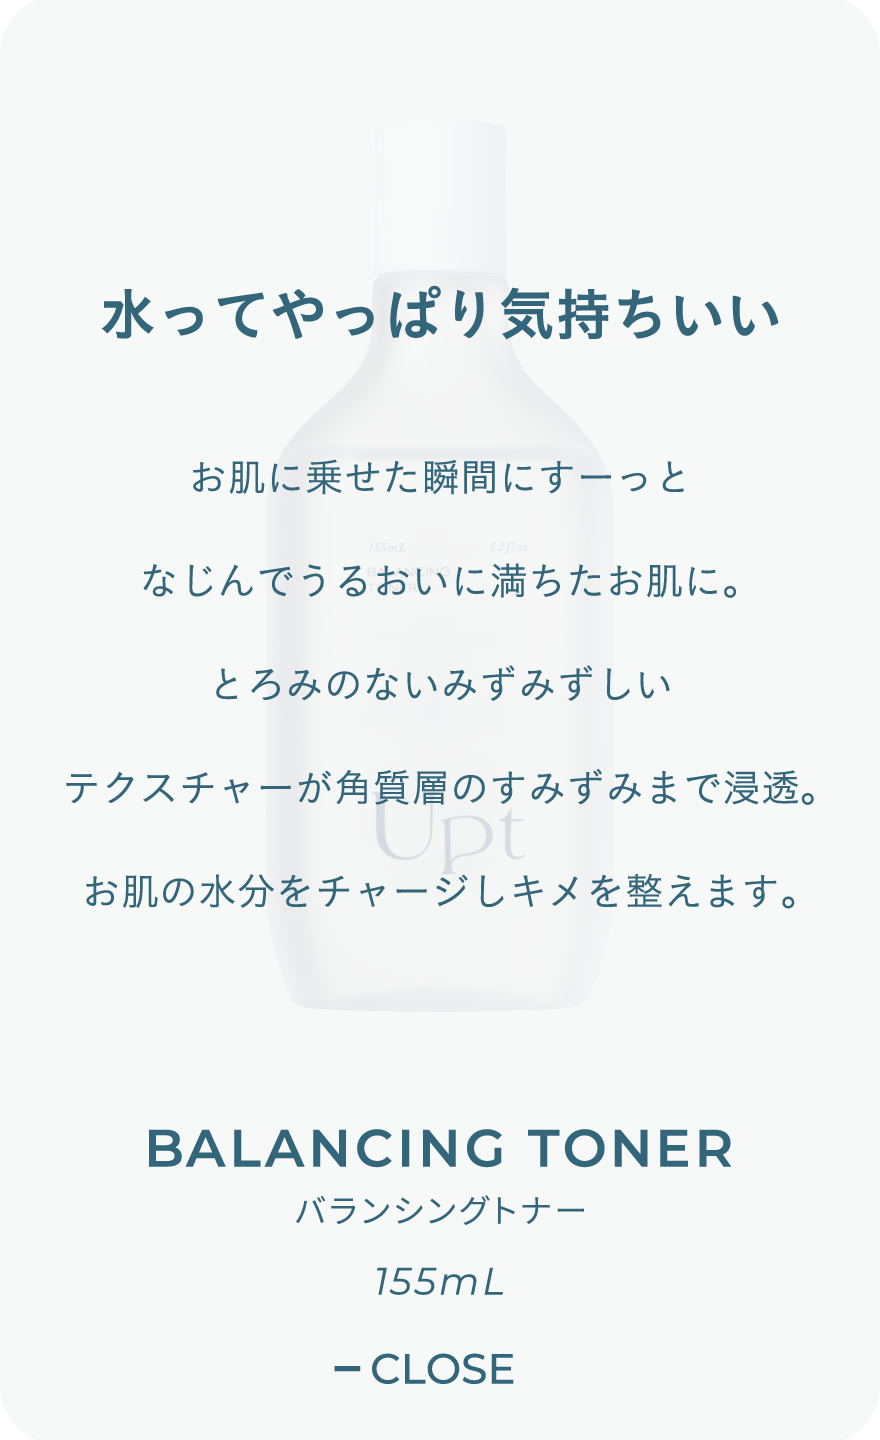 水ってやっぱり気持ちいい
お肌に乗せた瞬間にすーっと
155mL 5.2 fl oz.
BALANCING
TONER
なじんでうるおいに満ちたお肌に。
とろみのないみずみずしい
テクスチャーが角質層のすみずみまで浸透。
Upt
お肌の水分をチャージしキメを整えます。
BALANCING TONER
バランシングトナー
155mL
− CLOSE